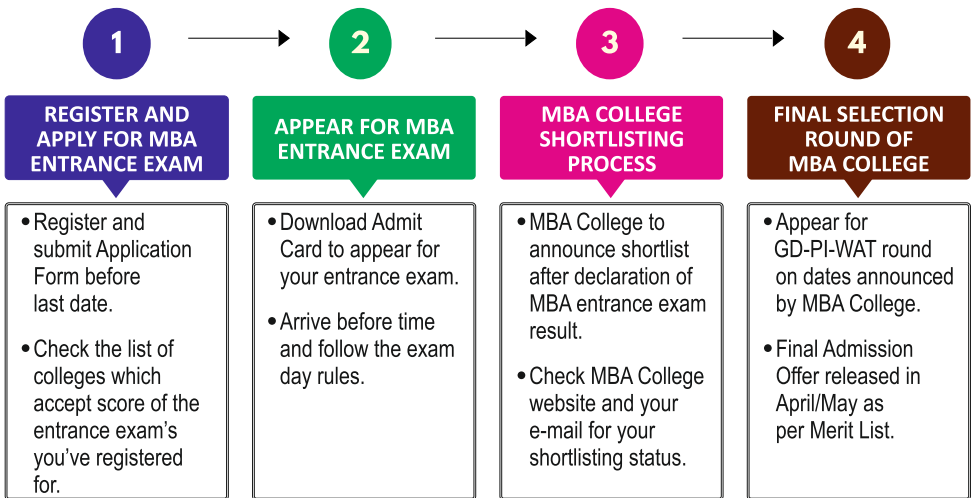 1
2
3
4
REGISTER AND
APPLY FOR MBA
ENTRANCE EXAM
• Register and
submit Application
Form before
last date.
• Check the list of
colleges which
accept score of the
entrance exam's
you've registered
for.
APPEAR FOR MBA
ENTRANCE EXAM
• Download Admit
Card to appear for
your entrance exam.
• Arrive before time
and follow the exam
day rules.
MBA COLLEGE
SHORTLISTING
PROCESS
• MBA College to
announce shortlist
after declaration of
MBA entrance exam
result.
• Check MBA College
website and your
e-mail for your
shortlisting status.
FINAL SELECTION
ROUND OF
MBA COLLEGE
• Appear for
GD-PI-WAT round
on dates announced
by MBA College.
• Final Admission
Offer released in
April/May as
per Merit List.